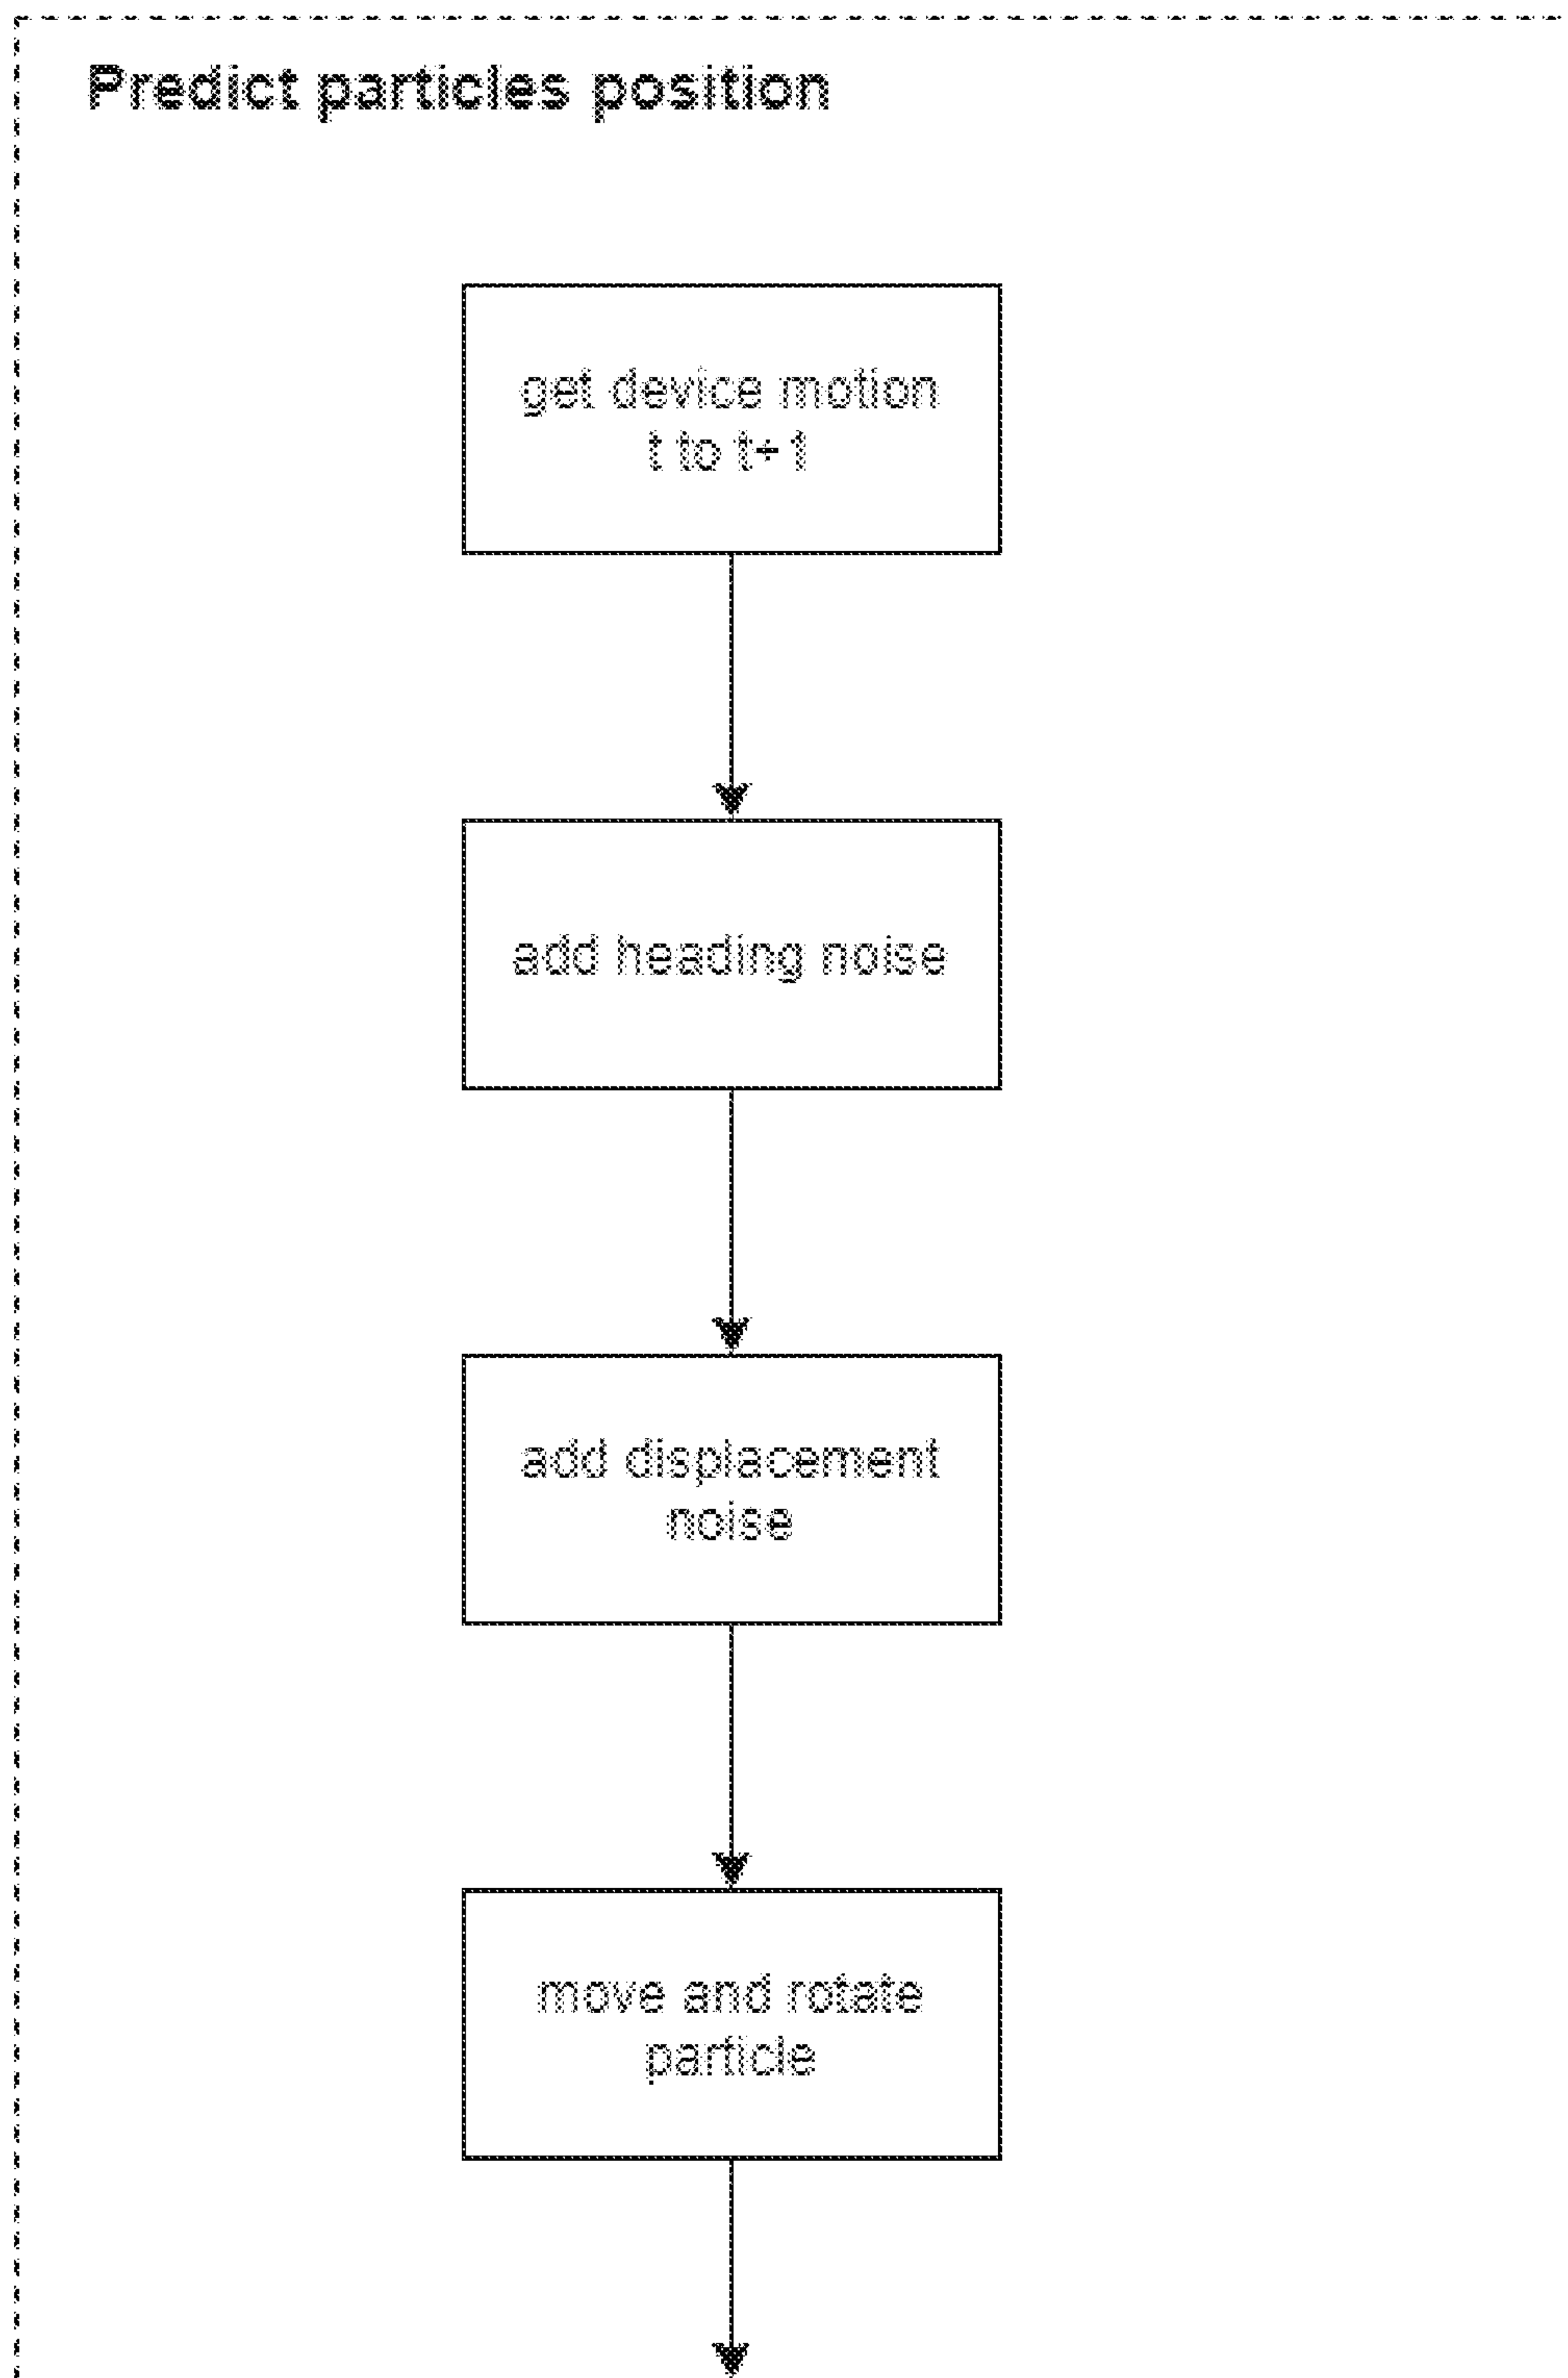 Predict particles position
get device motion
t to t+1
add heading noise
add displacement
noise
move and rotate
particle